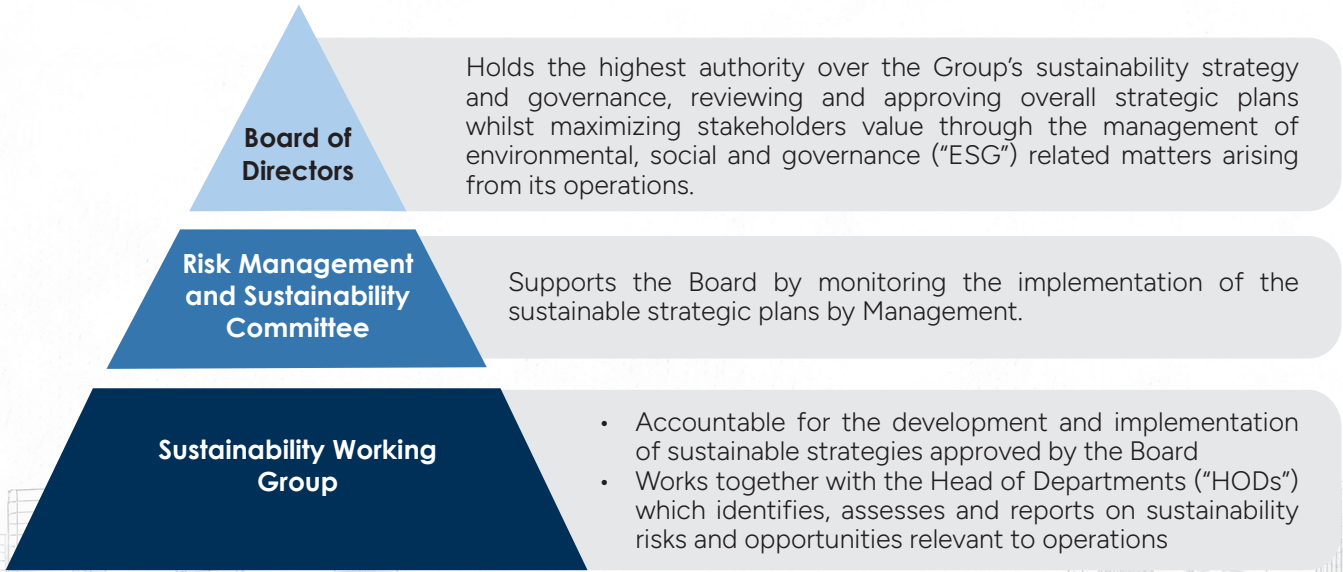 Board of
Directors
Holds the highest authority over the Group’s sustainability strategy
and governance, reviewing and approving overall strategic plans
whilst maximizing stakeholders value through the management of
environmental, social and governance (“ESG”) related matters arising
from its operations.
Risk Management
and Sustainability
Committee
Supports the Board by monitoring the implementation of the
sustainable strategic plans by Management.
Sustainability Working
Group
• Accountable for the development and implementation
of sustainable strategies approved by the Board
• Works together with the Head of Departments (“HODs”)
which identifies, assesses and reports on sustainability
risks and opportunities relevant to operations